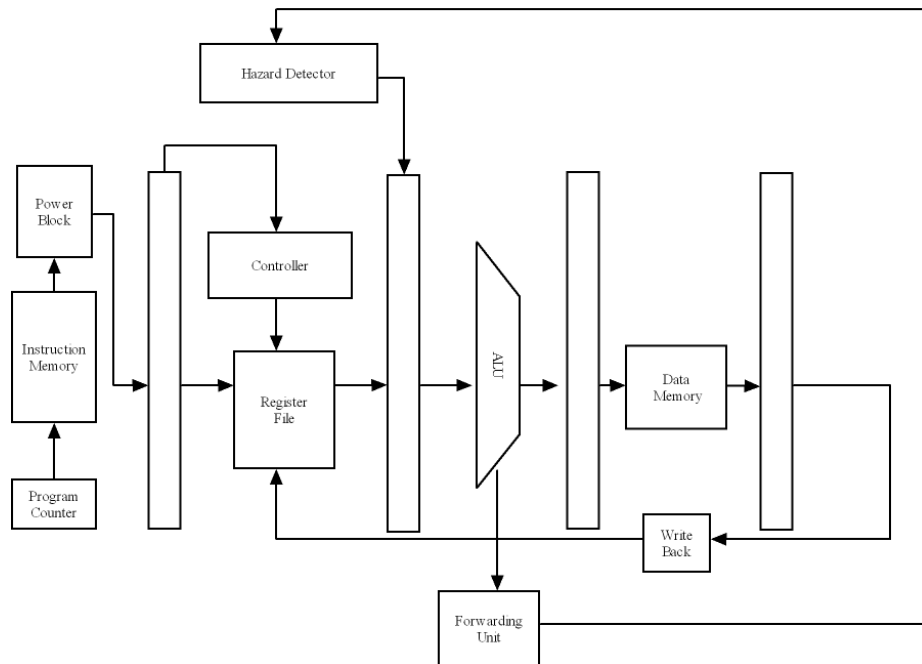 Hazard Detector
Power
Block
Controller
Instruction
Memory
ALU
Register
File
Data
Memory
Program
Counter
Write
Back
Forwarding
Unit